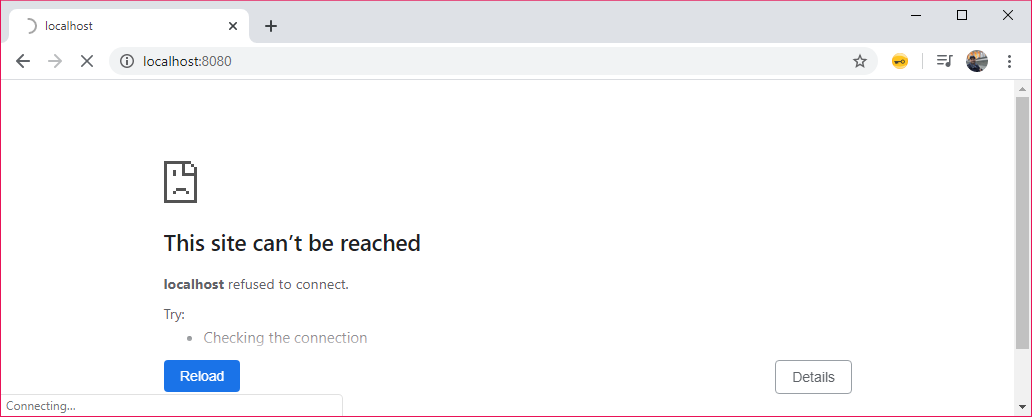 localhost
localhost:8080
This site can’t be reached
localhost refused to connect.
Try:
Checking the connection
Reload
Details
Connecting...